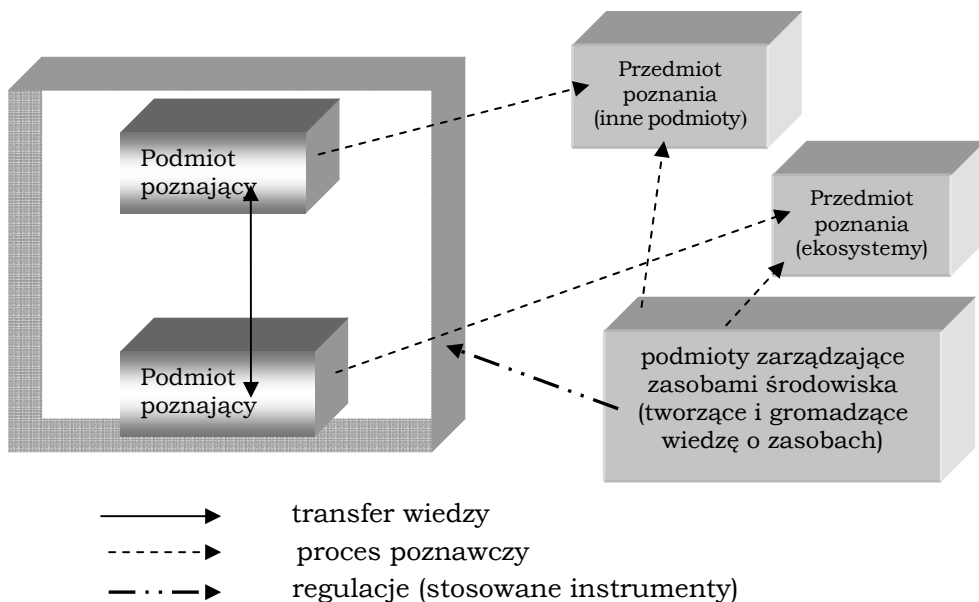 Przedmiot
poznania
(inne podmioty)
Podmiot
poznający
Przedmiot
poznania
(ekosystemy)
Podmiot
poznający
podmioty zarządzające
zasobami środowiska
(tworzące i gromadzące
wiedzę o zasobach)
transfer wiedzy
proces poznawczy
regulacje (stosowane instrumenty)